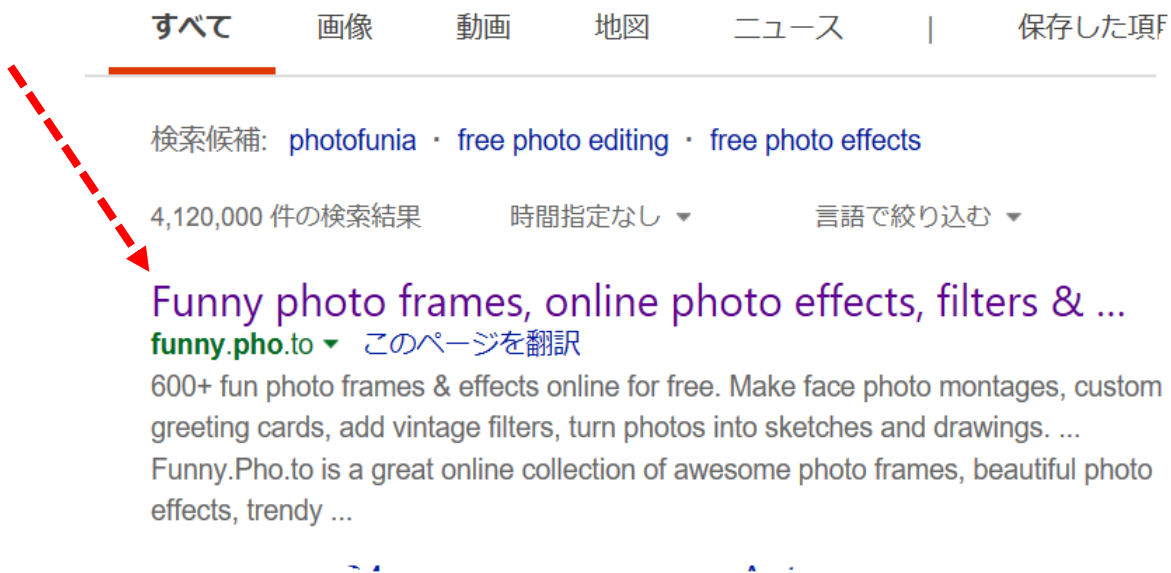 すべて 画像 動画 地図 ニュース | 保存した項
検索候補: photofunia · free photo editing · free photo effects
4,120,000 件の検索結果 時間指定なし 言語で絞り込む
Funny photo frames, online photo effects, filters & ...
funny.pho.to このページを翻訳
600+ fun photo frames & effects online for free. Make face photo montages, custom
greeting cards, add vintage filters, turn photos into sketches and drawings. ...
Funny.Pho.to is a great online collection of awesome photo frames, beautiful photo
effects, trendy ...